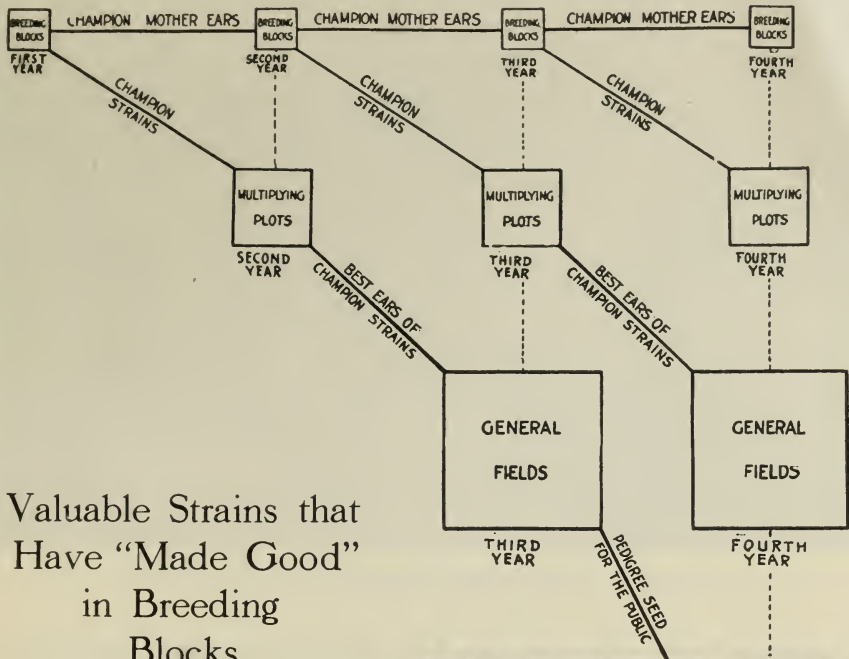 BREEDING
BLOCKS
CHAMPION MOTHER EARS
BREEDING
BLOCKS
CHAMPION MOTHER EARS
BREEDING
BLOCKS
CHAMPION MOTHER EARS
BREEDING
BLOCKS
FIRST
YEAR
SECOND
YEAR
THIRD
YEAR
FOURTH
YEAR
CHAMPION
STRAINS
CHAMPION
STRAINS
CHAMPION
STRAINS
MULTIPLYING
PLOTS
MULTIPLYING
PLOTS
MULTIPLYING
PLOTS
SECOND
YEAR
THIRD
YEAR
FOURTH
YEAR
BEST EARS OF
CHAMPION STRAINS
BEST EARS OF
CHAMPION STRAINS
GENERAL
FIELDS
GENERAL
FIELDS
THIRD
YEAR
FOURTH
YEAR
PEDIGREE SEED
FOR THE PUBLIC
Valuable Strains that
Have “Made Good”
in Breeding
Blocks